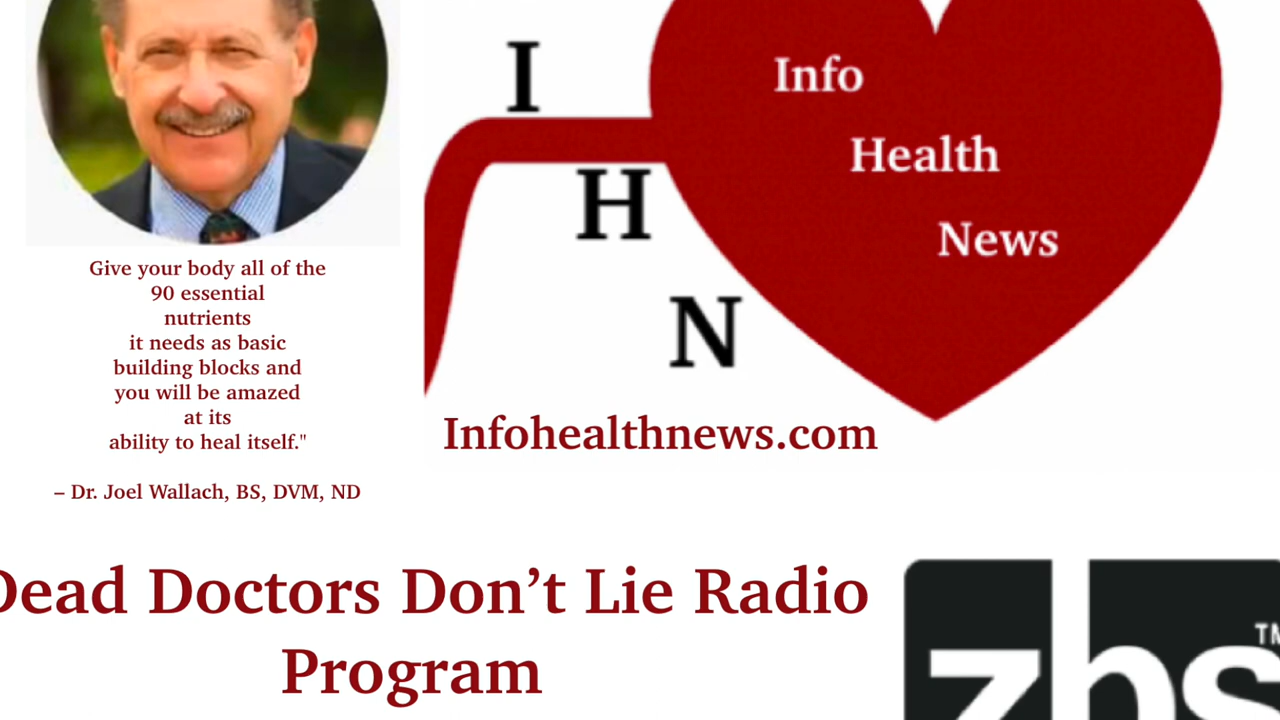 Give your body all of the
90 essential
nutrients
it needs as basic
building blocks and
you will be amazed
at its
ability to heal itself."
– Dr. Joel Wallach, BS, DVM, ND
I
H
N
Info
Health
News
Infohealthnews.com
Dead Doctors Don’t Lie Radio
Program
zbs
TM